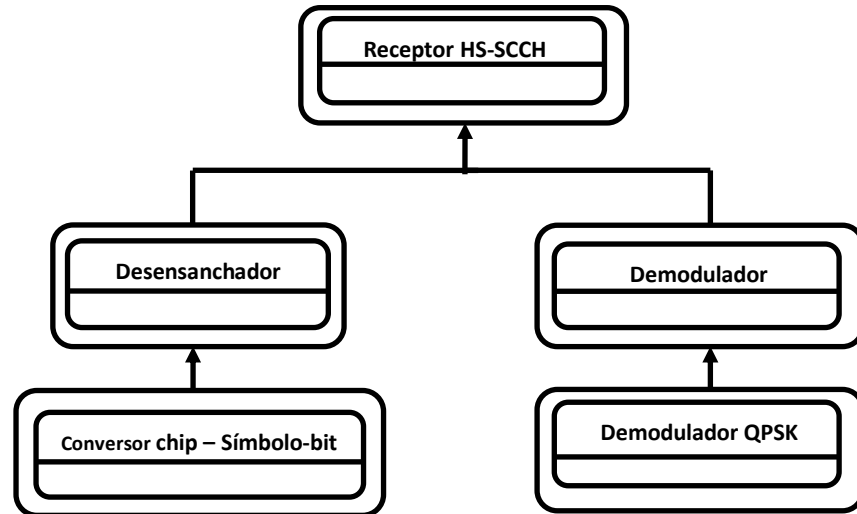 Receptor HS-SCCH
Desensanchador
Demodulador
Conversor chip – Símbolo-bit
Demodulador QPSK